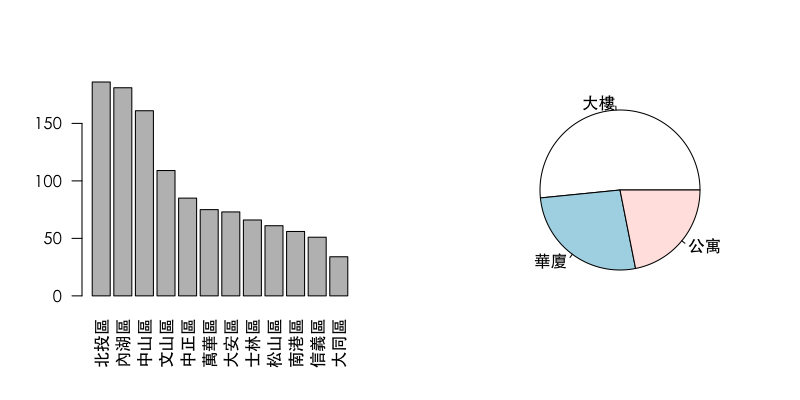 150
100
50
0
北投區
內湖區
中山區
文山區
中正區
萬華區
大安區
士林區
松山區
南港區
信義區
大同區
大樓
華廈
公寓